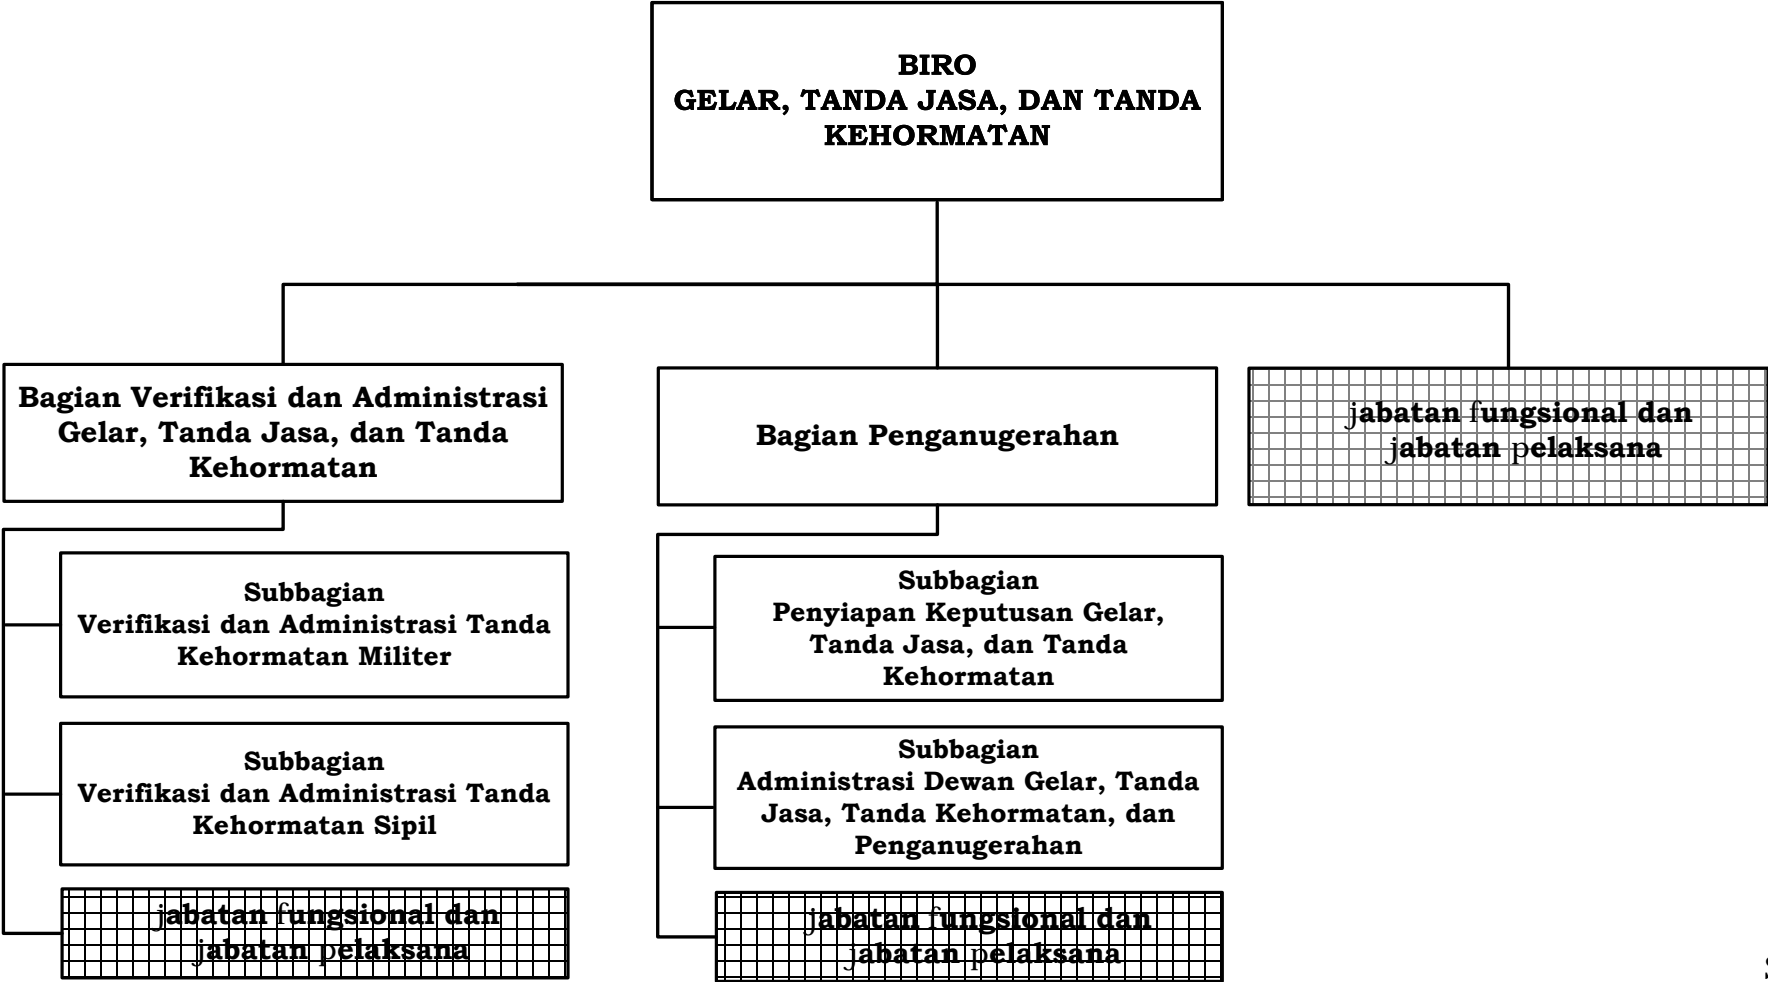 BIRO
GELAR, TANDA JASA, DAN TANDA
KEHORMATAN
Bagian Verifikasi dan Administrasi
Gelar, Tanda Jasa, dan Tanda
Kehormatan
Bagian Penganugerahan
jabatan fungsional dan
jabatan pelaksana
Subbagian
Verifikasi dan Administrasi Tanda
Kehormatan Militer
Subbagian
Verifikasi dan Administrasi Tanda
Kehormatan Sipil
jabatan fungsional dan
jabatan pelaksana
Subbagian
Penyiapan Keputusan Gelar,
Tanda Jasa, dan Tanda
Kehormatan
Subbagian
Administrasi Dewan Gelar, Tanda
Jasa, Tanda Kehormatan, dan
Penganugerahan
jabatan fungsional dan
jabatan pelaksana